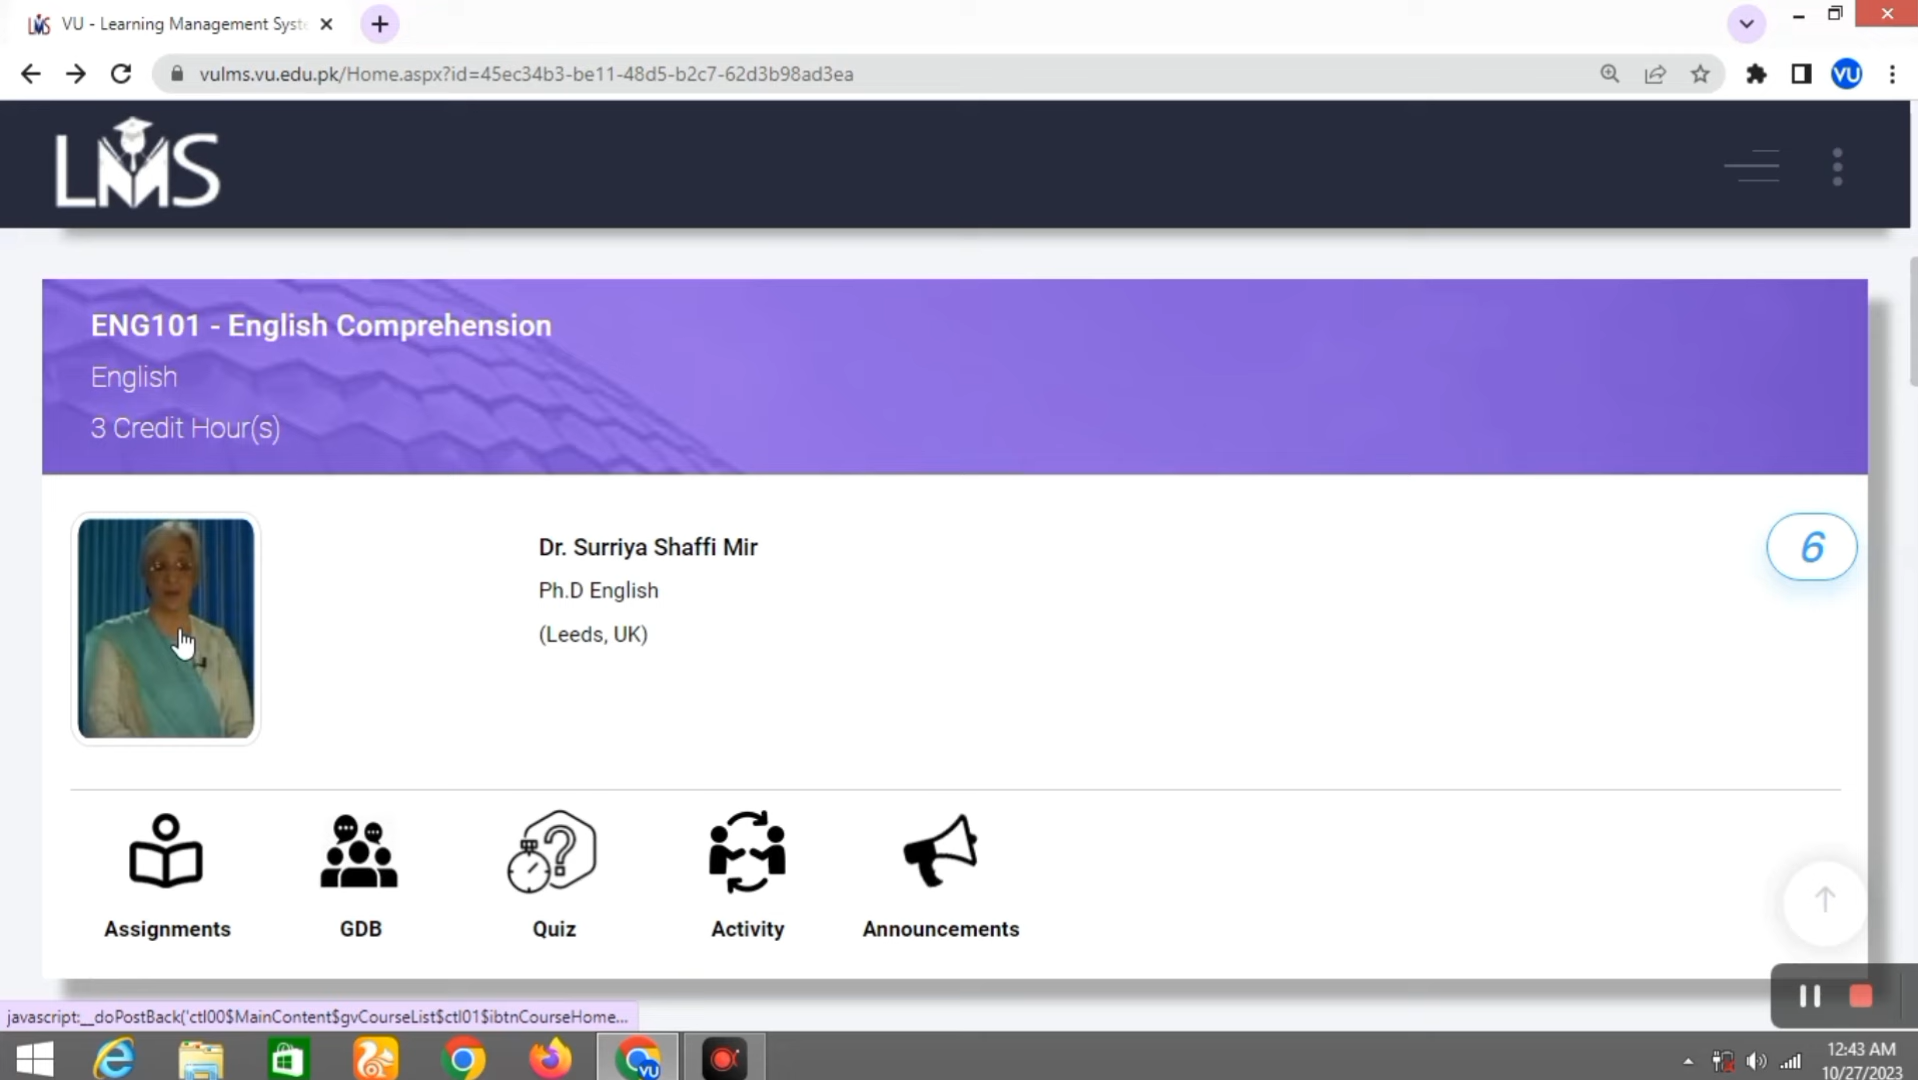 VU - Learning Management Syst
vulms.vu.edu.pk/Home.aspx?id=45ec34b3-be11-48d5-b2c7-62d3b98ad3ea
VU
LMS
ENG101 - English Comprehension
English
3 Credit Hour(s)
Dr. Surriya Shaffi Mir
6
Ph.D English
(Leeds, UK)
Assignments
GDB
Quiz
Activity
Announcements
javascript:__doPostBack('ctl00$MainContent$gvCourseList$ctl01$ibtnCourseHome...
VU
12:43 AM
10/27/2023